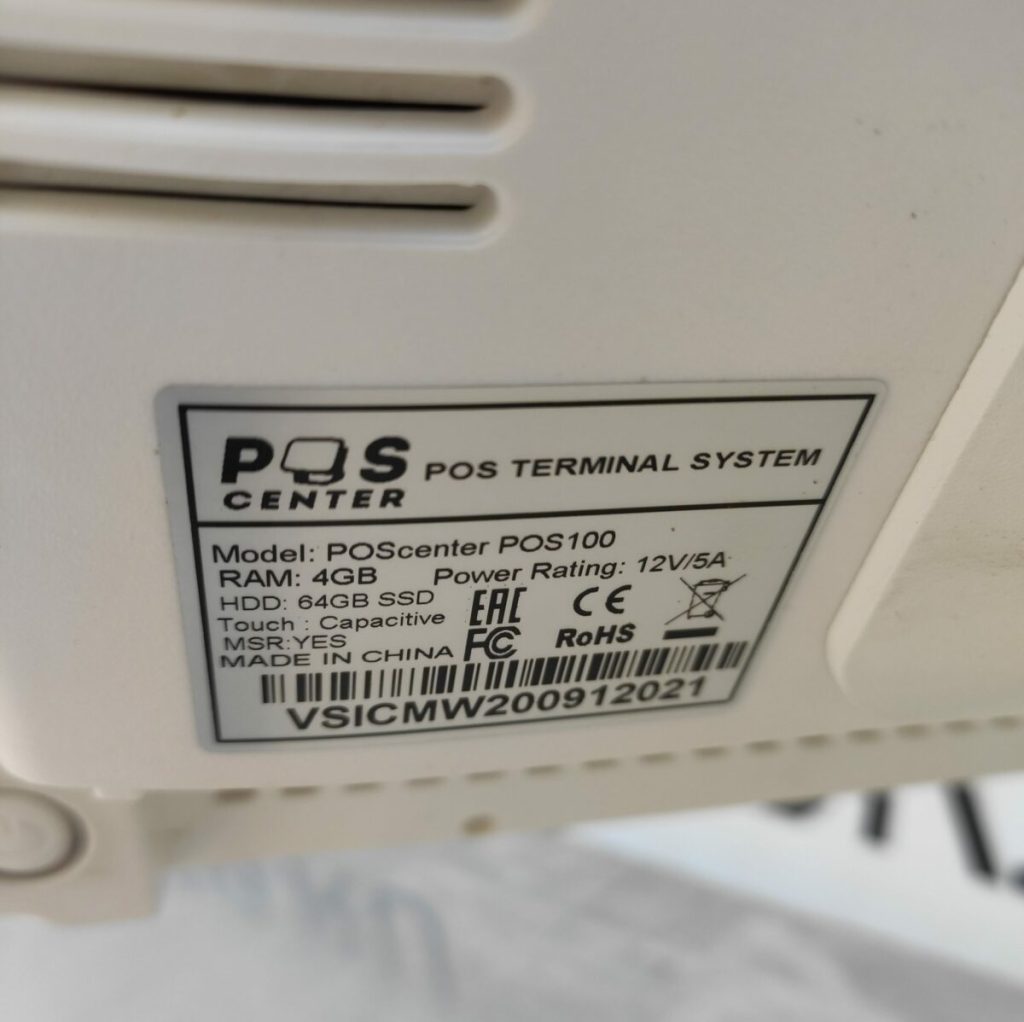 POS
CENTER
POS TERMINAL SYSTEM
Model: POScenter POS100
RAM: 4GB Power Rating: 12V/5A
HDD: 64GB SSD
Touch : Capacitive
MSR:YES
MADE IN CHINA
EAC CE
FC RoHS
VSICMW200912021